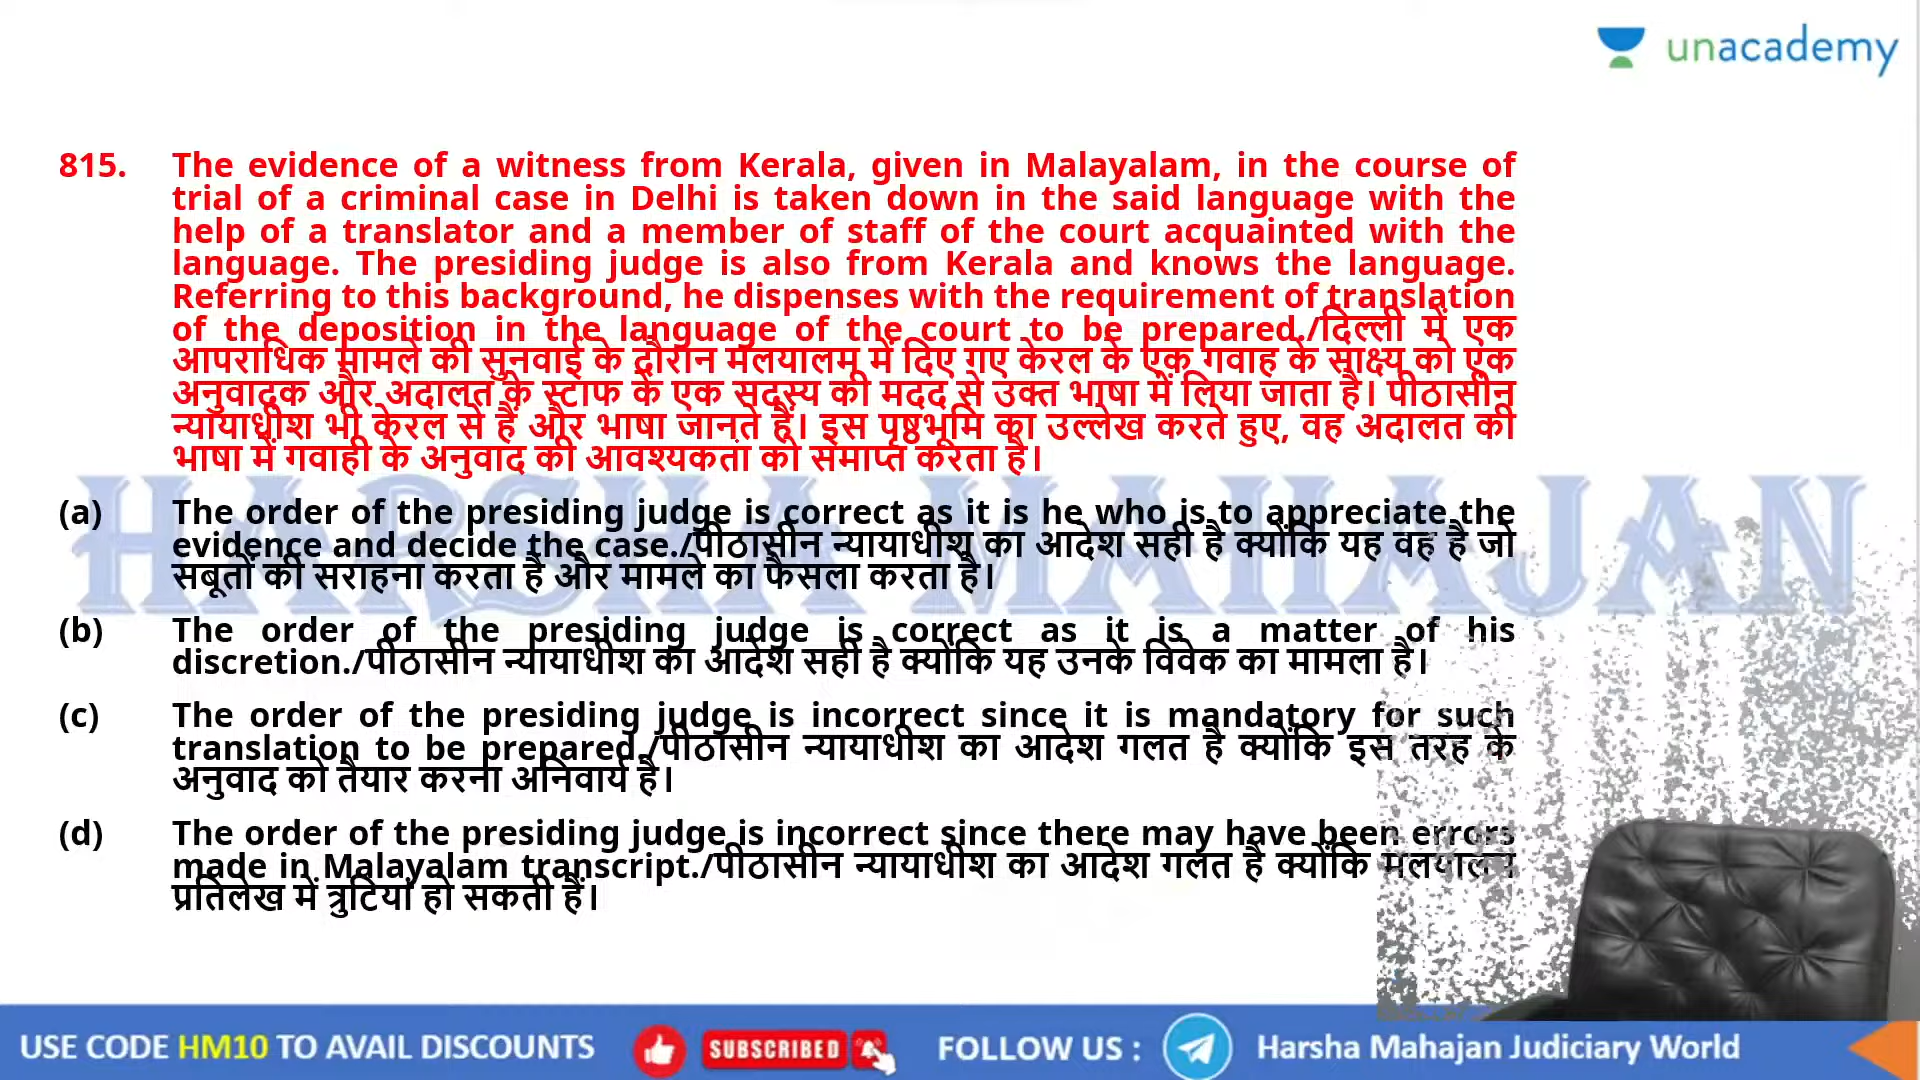 unacademy
815. The evidence of a witness from Kerala, given in Malayalam, in the course of
trial of a criminal case in Delhi is taken down in the said language with the
help of a translator and a member of staff of the court acquainted with the
language. The presiding judge is also from Kerala and knows the language.
Referring to this background, he dispenses with the requirement of translation
of the deposition in the language of the court to be prepared./दिल्ली में एक
आपराधिक मामले की सुनवाई के दौरान मलयालम में दिए गए केरल के एक गवाह के साक्ष्य को एक
अनुवादक और अदालत के स्टाफ के एक सदस्य की मदद से उक्त भाषा में लिया जाता है। पीठासीन
न्यायाधीश भी केरल से हैं और भाषा जानते हैं। इस पृष्ठभूमि का उल्लेख करते हुए, वह अदालत की
भाषा में गवाही के अनुवाद की आवश्यकता को समाप्त करता है।
HARSHA MAHAJAN
(a) The order of the presiding judge is correct as it is he who is to appreciate the
evidence and decide the case./पीठासीन न्यायाधीश का आदेश सही है क्योंकि यह वह है जो
सबूतों की सराहना करता है और मामले का फैसला करता है।
(b) The order of the presiding judge is correct as it is a matter of his
discretion./पीठासीन न्यायाधीश का आदेश सही है क्योंकि यह उनके विवेक का मामला है।
(c) The order of the presiding judge is incorrect since it is mandatory for such
translation to be prepared./पीठासीन न्यायाधीश का आदेश गलत है क्योंकि इस तरह के
अनुवाद को तैयार करना अनिवार्य है।
(d) The order of the presiding judge is incorrect since there may have been errors
made in Malayalam transcript./पीठासीन न्यायाधीश का आदेश गलत है क्योंकि मलयालम
प्रतिलेख में त्रुटियां हो सकती हैं।
USE CODE HM10 TO AVAIL DISCOUNTS SUBSCRIBED FOLLOW US : Harsha Mahajan Judiciary World